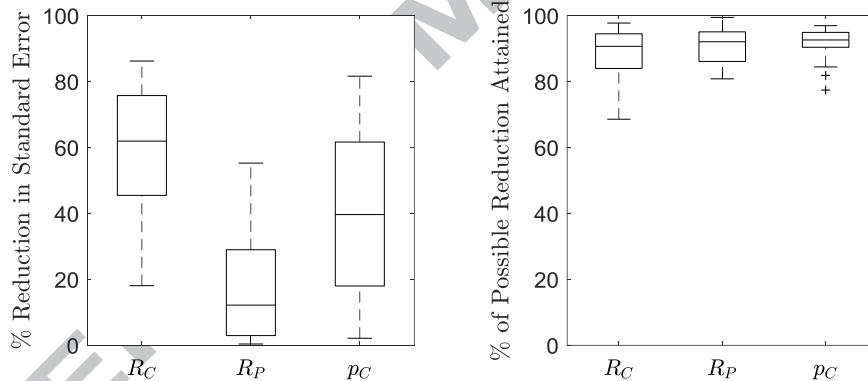 % Reduction in Standard Error
100
80
60
40
20
0
R_C
R_P
p_C
% of Possible Reduction Attained
100
80
60
40
20
0
R_C
R_P
p_C
M